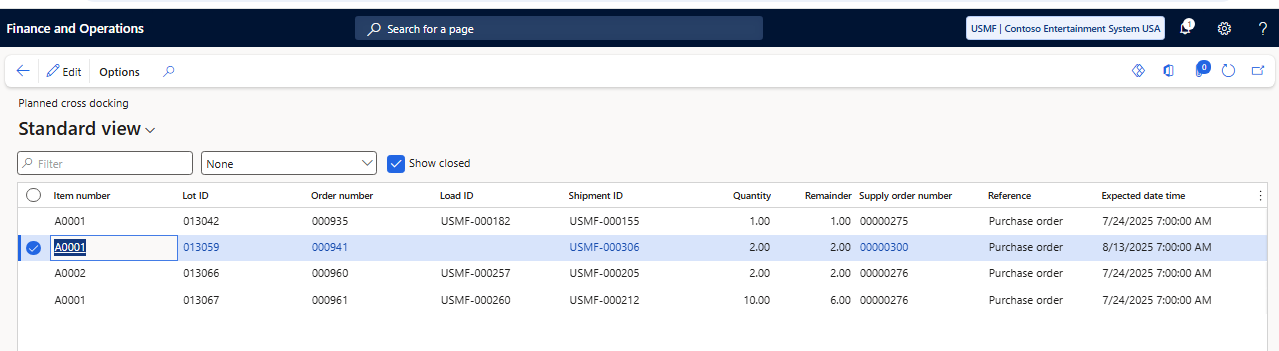 Finance and Operations Search for a page USMF | Contoso Entertainment System USA 1 ?
Edit Options 0
Planned cross docking
Standard view
Filter None Show closed
Item number Lot ID Order number Load ID Shipment ID Quantity Remainder Supply order number Reference Expected date time
A0001 013042 000935 USMF-000182 USMF-000155 1.00 1.00 00000275 Purchase order 7/24/2025 7:00:00 AM
A0001 013059 000941 USMF-000306 2.00 2.00 00000300 Purchase order 8/13/2025 7:00:00 AM
A0002 013066 000960 USMF-000257 USMF-000205 2.00 2.00 00000276 Purchase order 7/24/2025 7:00:00 AM
A0001 013067 000961 USMF-000260 USMF-000212 10.00 6.00 00000276 Purchase order 7/24/2025 7:00:00 AM